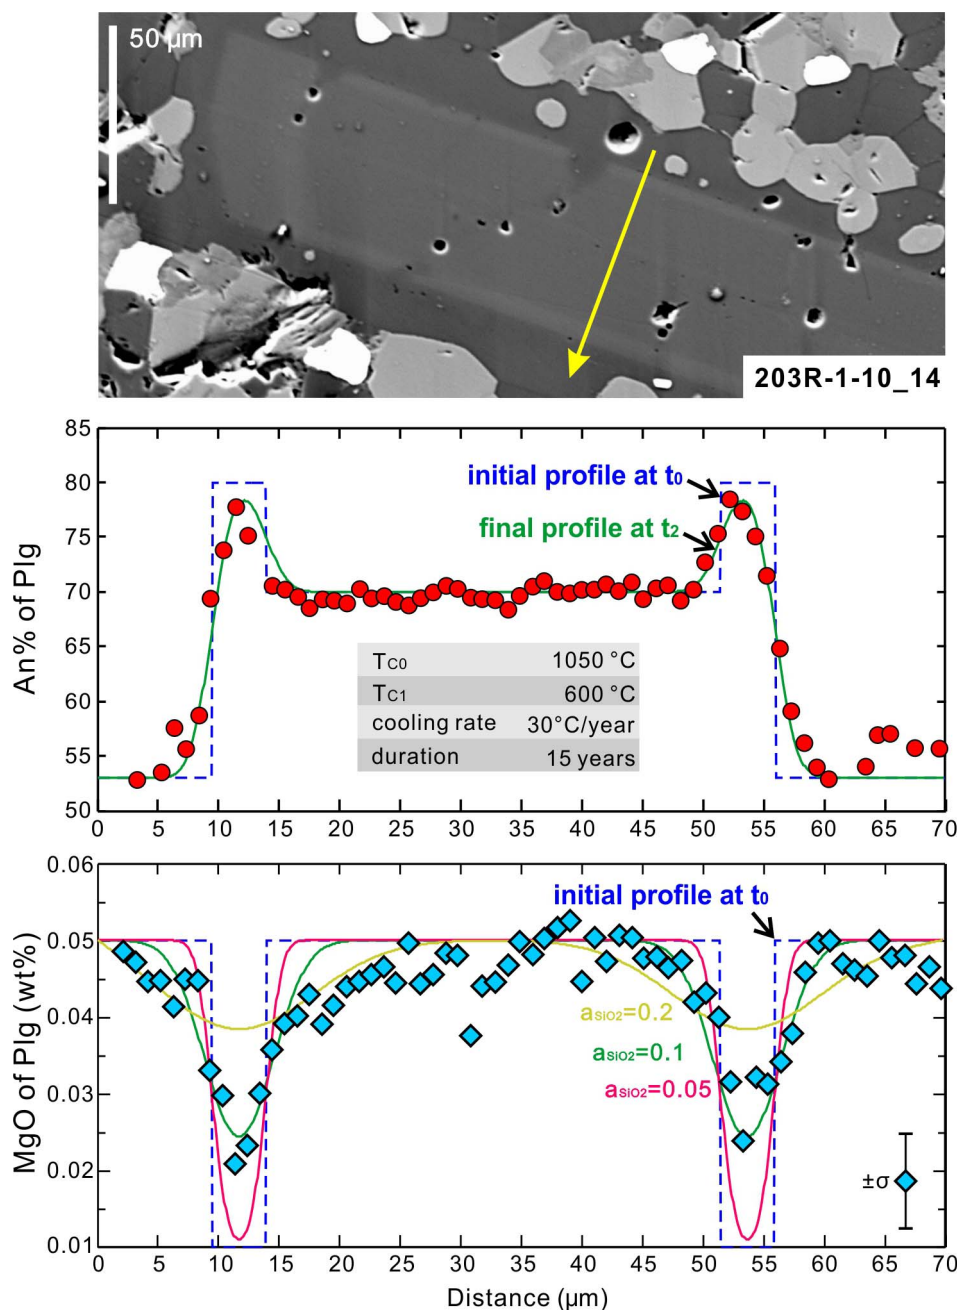 50 µm
203R-1-10_14
An% of Plg
85
80
75
70
65
60
55
50
initial profile at t0
final profile at t2
TC0 1050 °C
TC1 600 °C
cooling rate 30°C/year
duration 15 years
0 5 10 15 20 25 30 35 40 45 50 55 60 65 70
MgO of Plg (wt%)
0.06
0.05
0.04
0.03
0.02
0.01
initial profile at t0
aSiO2=0.2
aSiO2=0.1
aSiO2=0.05
±σ
0 5 10 15 20 25 30 35 40 45 50 55 60 65 70
Distance (µm)